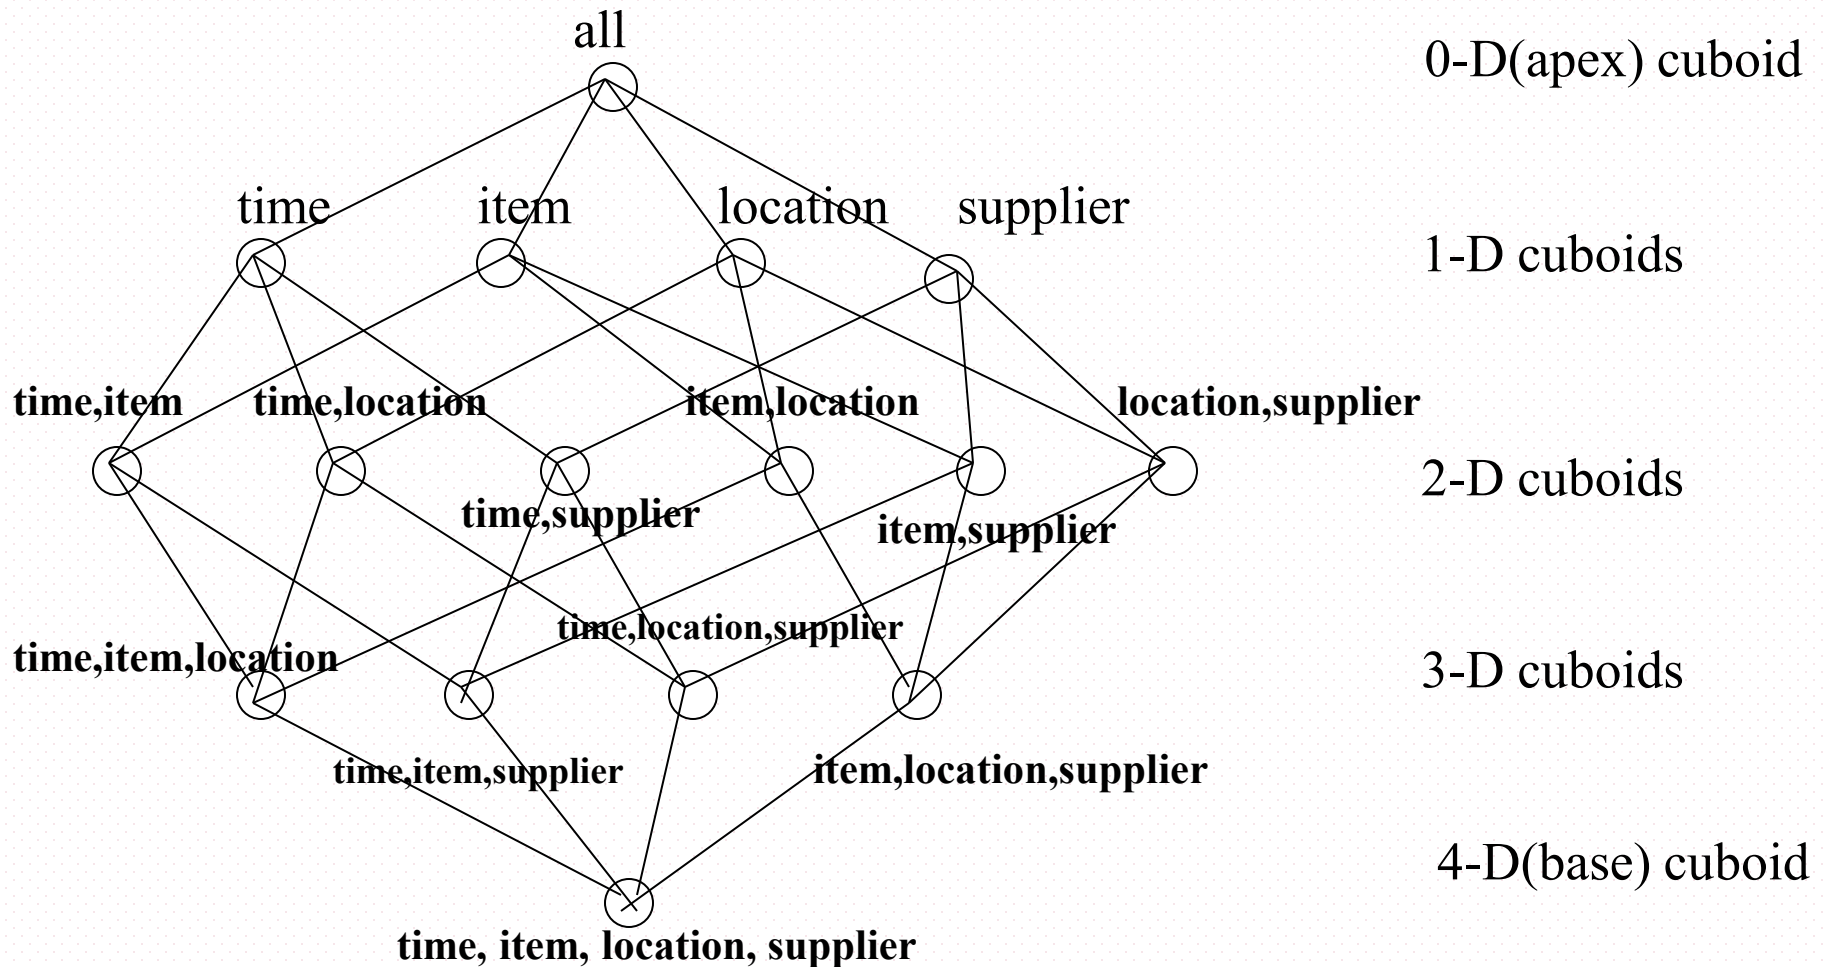 all
0-D(apex) cuboid
time
item
location
supplier
1-D cuboids
time,item
time,location
item,location
location,supplier
2-D cuboids
time,supplier
item,supplier
time,location,supplier
time,item,location
3-D cuboids
time,item,supplier
item,location,supplier
4-D(base) cuboid
time, item, location, supplier